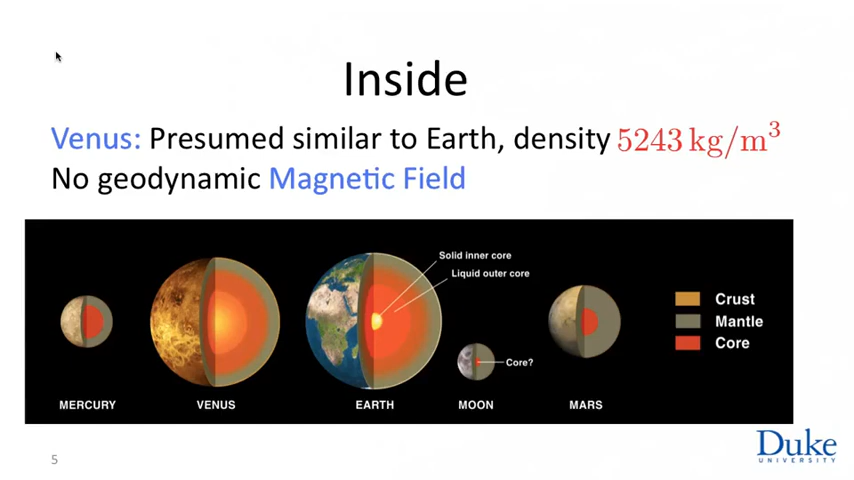 Inside
Venus: Presumed similar to Earth, density 5243 kg/m³
No geodynamic Magnetic Field
Solid inner core
Liquid outer core
Crust
Mantle
Core
Core?
MERCURY
VENUS
EARTH
MOON
MARS
5
Duke
UNIVERSITY